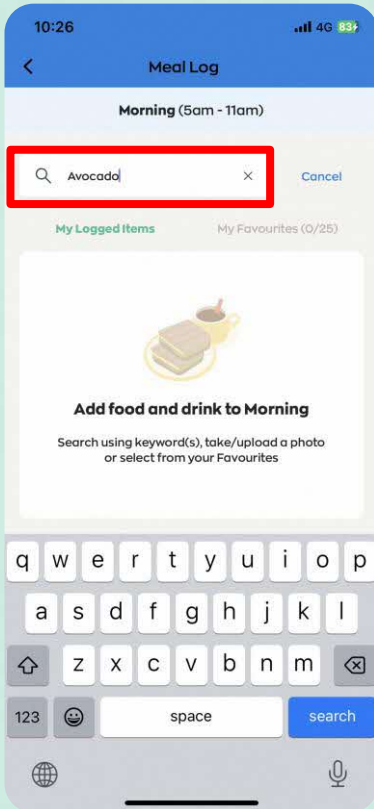 10:26
4G 83
Meal Log
Morning (5am - 11am)
Avocado
Cancel
My Logged Items
My Favourites (0/25)
Add food and drink to Morning
Search using keyword(s), take/upload a photo
or select from your Favourites
q w e r t y u i o p
a s d f g h j k l
z x c v b n m
123 space search